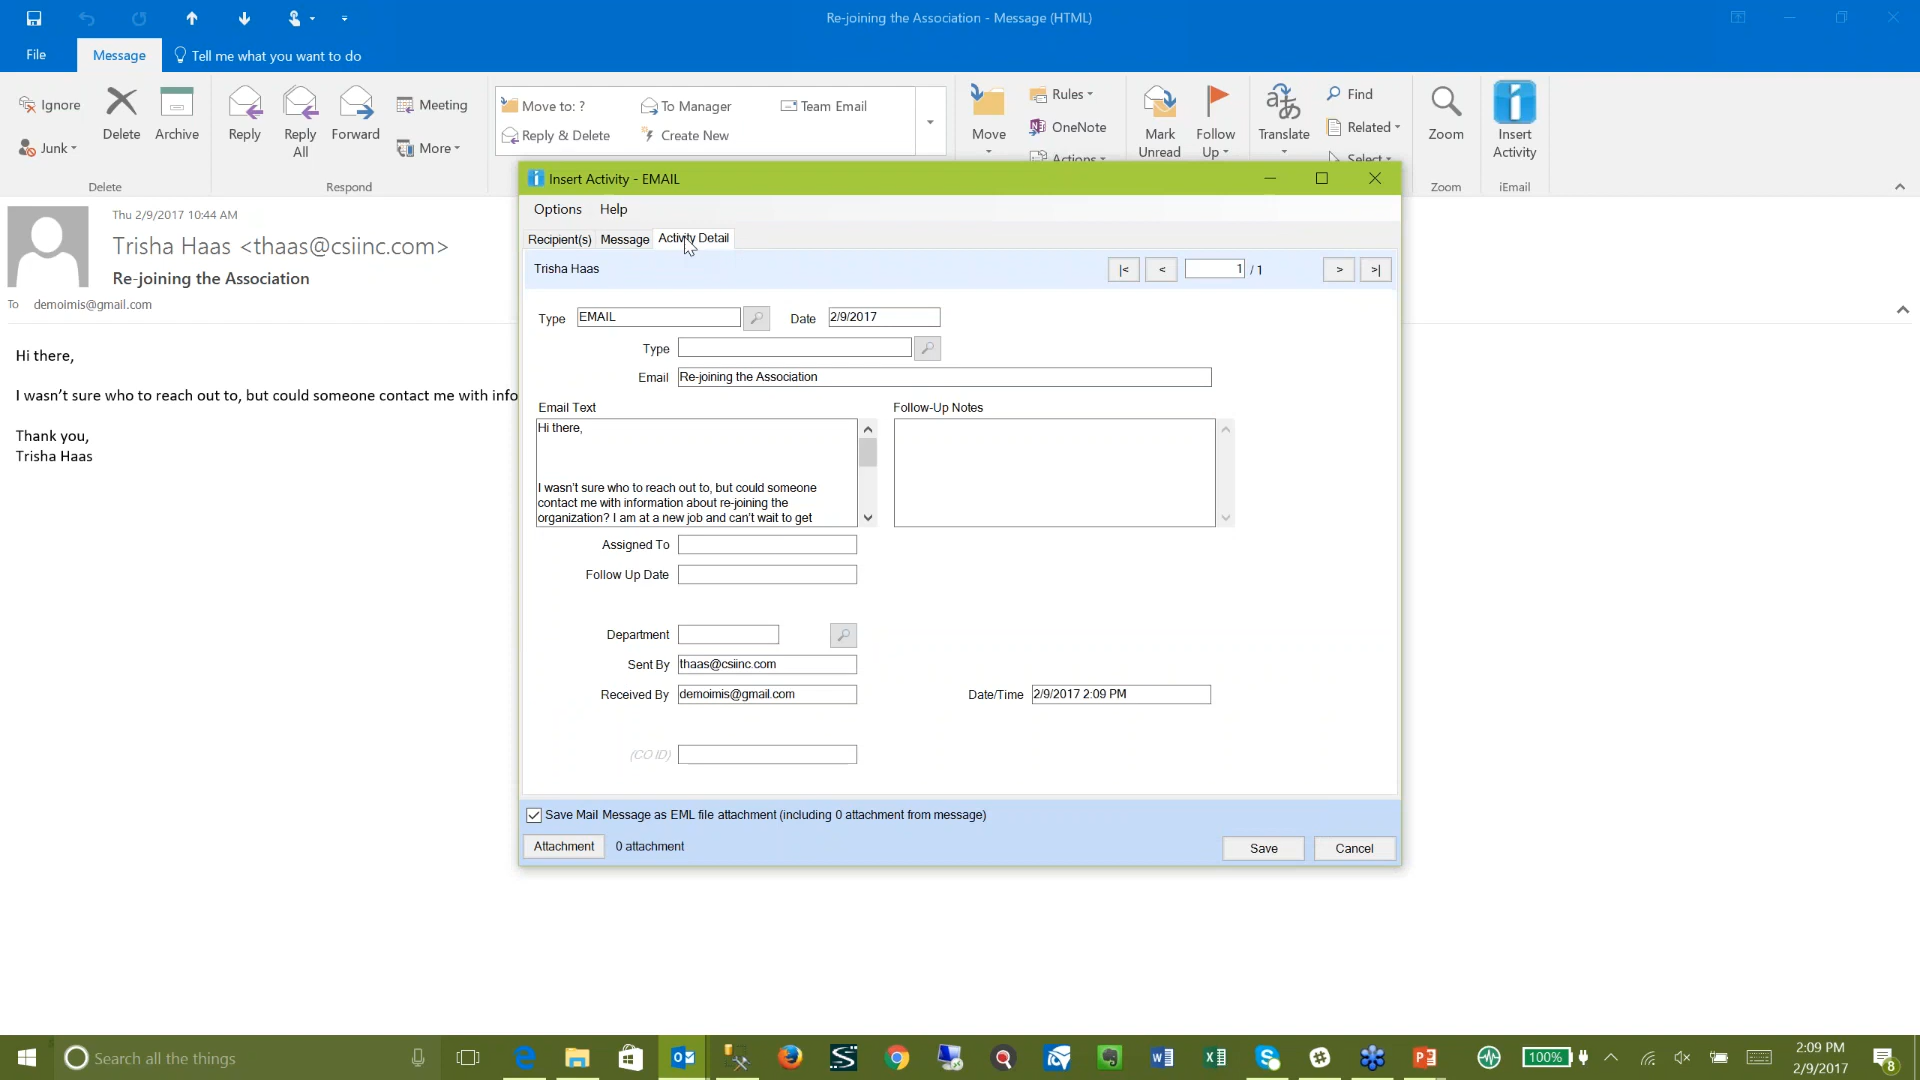 Re-joining the Association - Message (HTML)
File
Message
Tell me what you want to do
Ignore
Junk
Delete
Archive
Delete
Reply
Reply All
Forward
Meeting
More
Respond
Move to: ?
To Manager
Team Email
Reply & Delete
Create New
Move
Rules
OneNote
Actions
Mark Unread
Follow Up
Translate
Find
Related
Select
Zoom
Zoom
Insert Activity
iEmail
Thu 2/9/2017 10:44 AM
Trisha Haas <thaas@csiinc.com>
Re-joining the Association
To demoimis@gmail.com
Hi there,
I wasn't sure who to reach out to, but could someone contact me with info
Thank you,
Trisha Haas
Insert Activity - EMAIL
Options Help
Recipient(s) Message Activity Detail
Trisha Haas
|< < 1 / 1 > >|
Type EMAIL Date 2/9/2017
Type
Email Re-joining the Association
Email Text
Follow-Up Notes
Hi there,
I wasn't sure who to reach out to, but could someone
contact me with information about re-joining the
organization? I am at a new job and can't wait to get
Assigned To
Follow Up Date
Department
Sent By thaas@csiinc.com
Received By demoimis@gmail.com
Date/Time 2/9/2017 2:09 PM
(CO ID)
Save Mail Message as EML file attachment (including 0 attachment from message)
Attachment 0 attachment
Save Cancel
Search all the things
100%
2:09 PM
2/9/2017
8